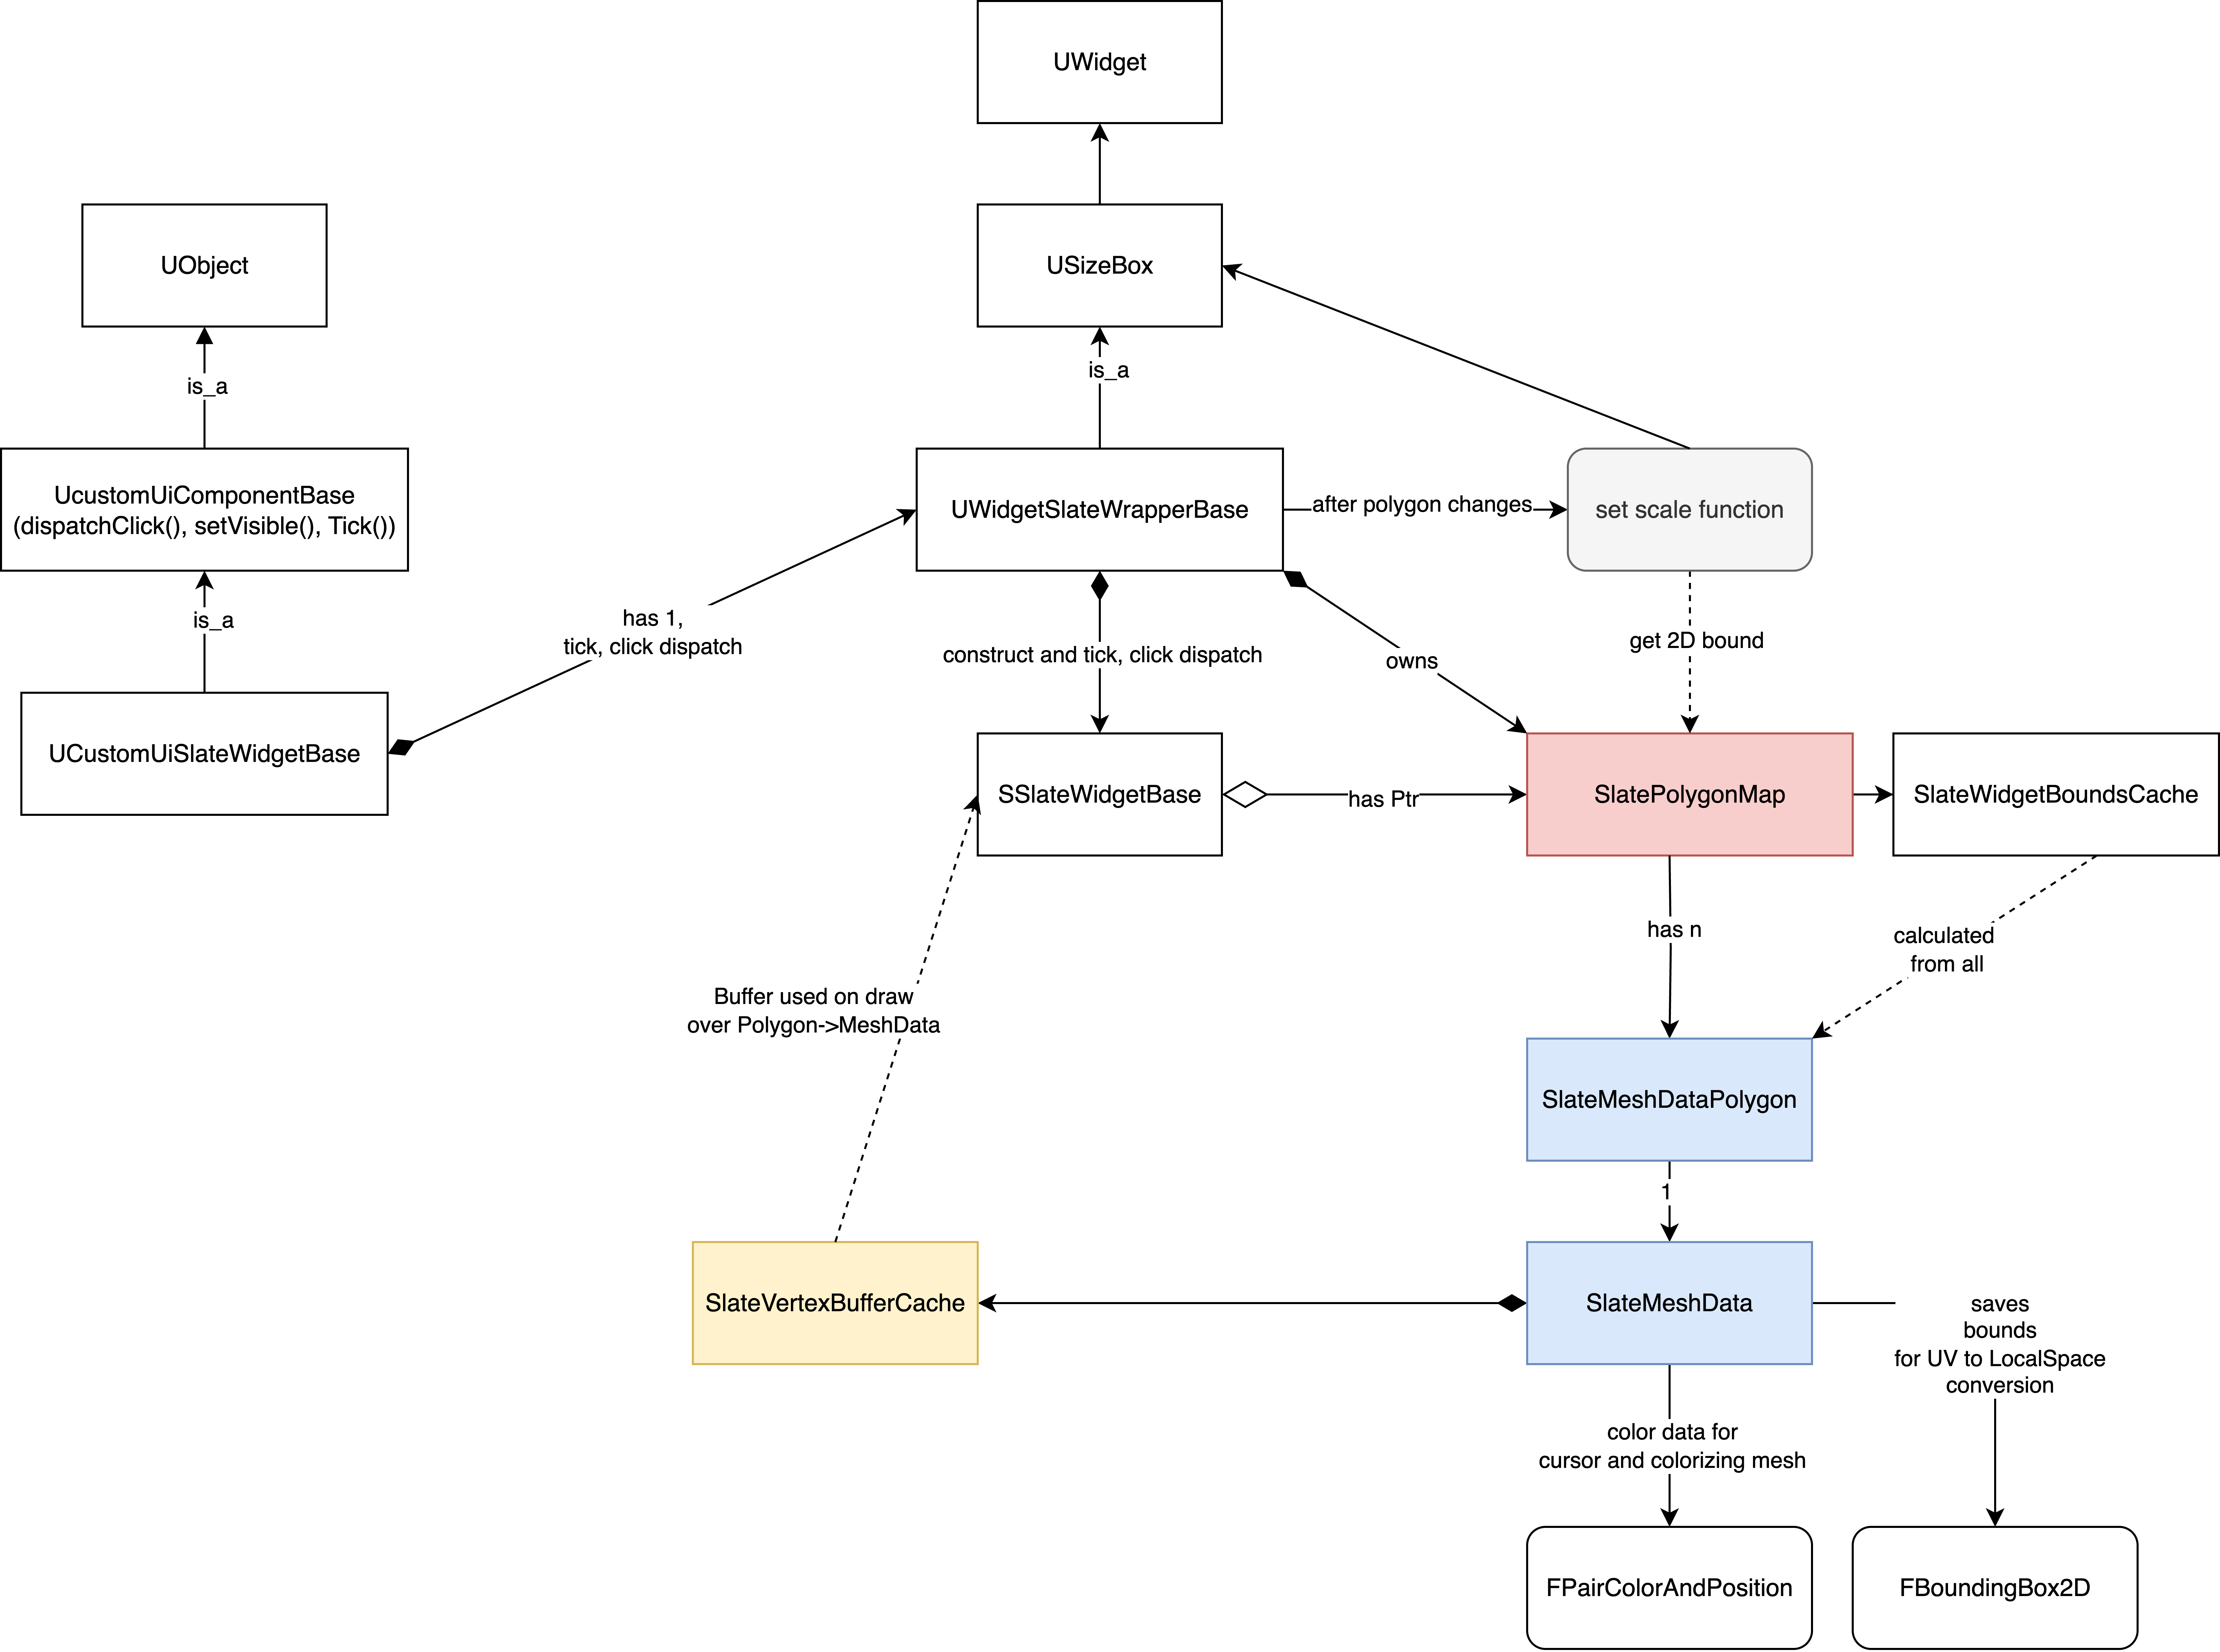 UWidget
UObject
USizeBox
is_a
is_a
UcustomUiComponentBase
(dispatchClick(), setVisible(), Tick())
UWidgetSlateWrapperBase
after polygon changes
set scale function
is_a
has 1,
tick, click dispatch
construct and tick, click dispatch
owns
get 2D bound
UCustomUiSlateWidgetBase
SSlateWidgetBase
has Ptr
SlatePolygonMap
SlateWidgetBoundsCache
has n
calculated
from all
Buffer used on draw
over Polygon->MeshData
SlateMeshDataPolygon
1
SlateVertexBufferCache
SlateMeshData
saves
bounds
for UV to LocalSpace
conversion
color data for
cursor and colorizing mesh
FPairColorAndPosition
FBoundingBox2D